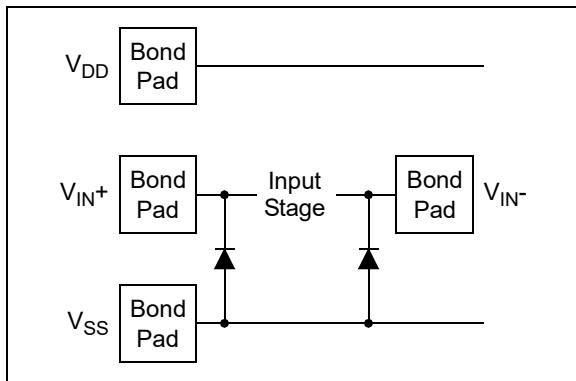 V_DD
Bond
Pad
V_IN+
Bond
Pad
Input
Stage
Bond
Pad
V_IN-
V_SS
Bond
Pad